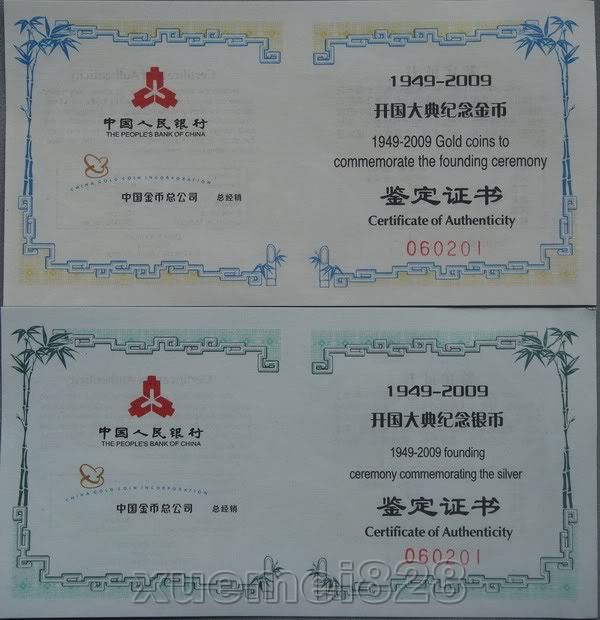 中国人民银行
THE PEOPLE'S BANK OF CHINA
CHINA GOLD COIN INCORPORATION
中国金币总公司 总经销
1949-2009
开国大典纪念金币
1949-2009 Gold coins to
commemorate the founding ceremony
鉴定证书
Certificate of Authenticity
060201
中国人民银行
THE PEOPLE'S BANK OF CHINA
CHINA GOLD COIN INCORPORATION
中国金币总公司 总经销
1949-2009
开国大典纪念银币
1949-2009 founding
ceremony commemorating the silver
鉴定证书
Certificate of Authenticity
060201
xuemei828